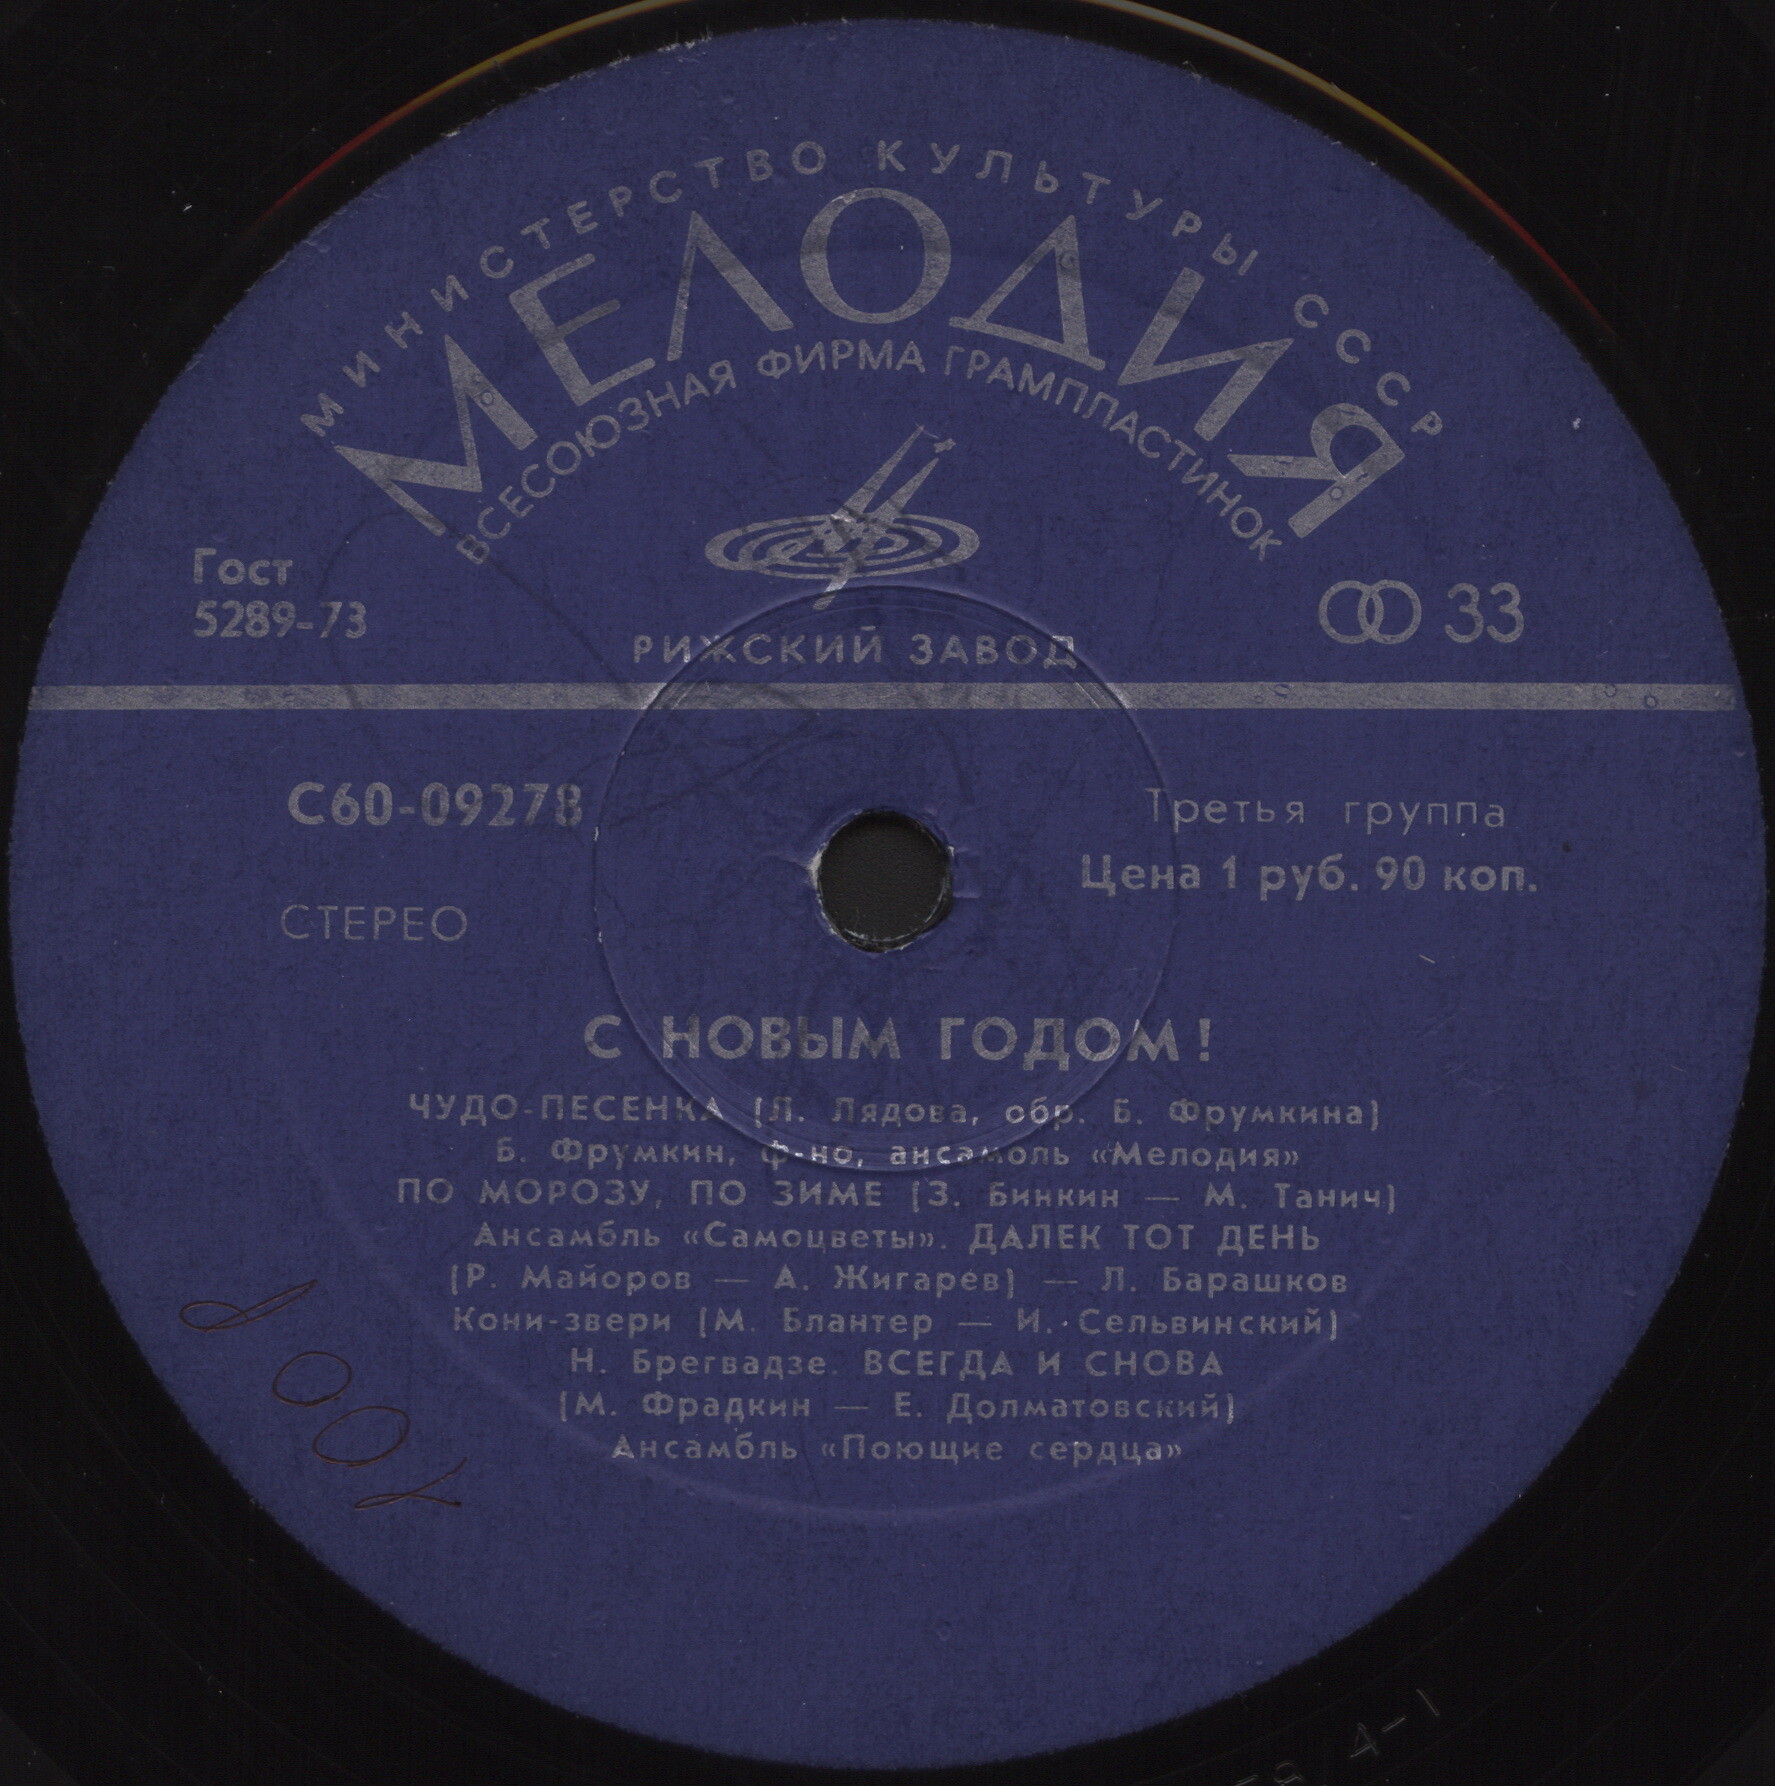 МИНИСТЕРСТВО КУЛЬТУРЫ СССР
МЕЛОДИЯ
ВСЕСОЮЗНАЯ ФИРМА ГРАМПЛАСТИНОК
Гост
5289-73
33
РИЖСКИЙ ЗАВОД
С60-09278
Третья группа
Цена 1 руб. 90 коп.
СТЕРЕО
С НОВЫМ ГОДОМ!
ЧУДО-ПЕСЕНКА (Л. Лядова, обр. Б. Фрумкина)
Б. Фрумкин, ф-но, ансамбль «Мелодия»
ПО МОРОЗУ, ПО ЗИМЕ (З. Бинкин — М. Танич)
Ансамбль «Самоцветы». ДАЛЕК ТОТ ДЕНЬ
(Р. Майоров — А. Жигарев) — Л. Барашков
Кони-звери (М. Блантер — И. Сельвинский)
Н. Брегвадзе. ВСЕГДА И СНОВА
(М. Фрадкин — Е. Долматовский)
Ансамбль «Поющие сердца»
4-1